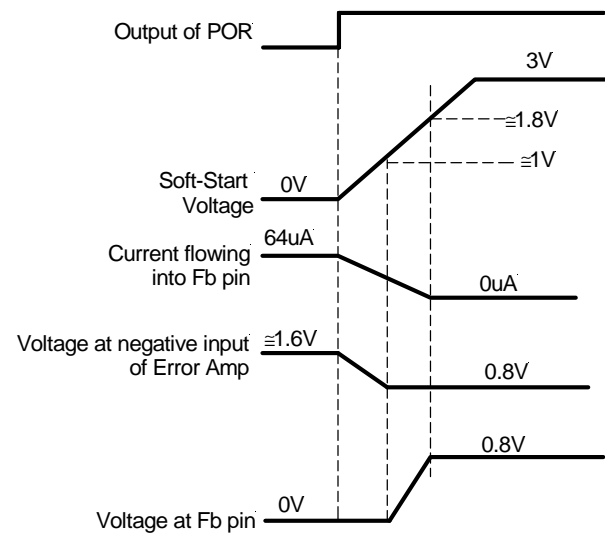 Output of POR
3V
≅1.8V
≅1V
Soft-Start
Voltage
0V
64uA
Current flowing
into Fb pin
0uA
Voltage at negative input
of Error Amp
≅1.6V
0.8V
0.8V
0V
Voltage at Fb pin